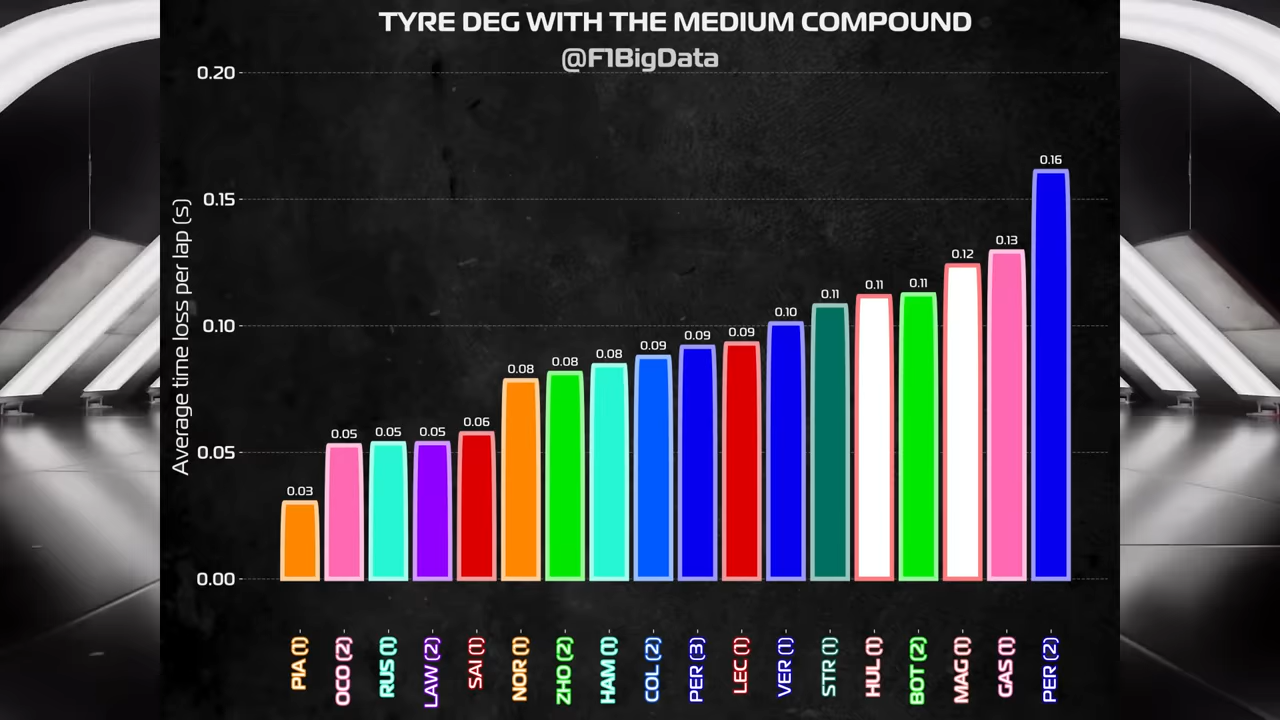 TYRE DEG WITH THE MEDIUM COMPOUND
@F1BigData
Average time loss per lap (s)
0.20
0.15
0.10
0.05
0.00
0.03
0.05
0.05
0.05
0.06
0.08
0.08
0.08
0.09
0.09
0.09
0.10
0.11
0.11
0.11
0.12
0.13
0.16
PIA (1)
OCO (2)
RUS (1)
LAW (2)
SAI (1)
NOR (1)
ZHO (2)
HAM (1)
COL (2)
PER (3)
LEC (1)
VER (1)
STR (1)
HUL (1)
BOT (2)
MAG (1)
GAS (1)
PER (2)